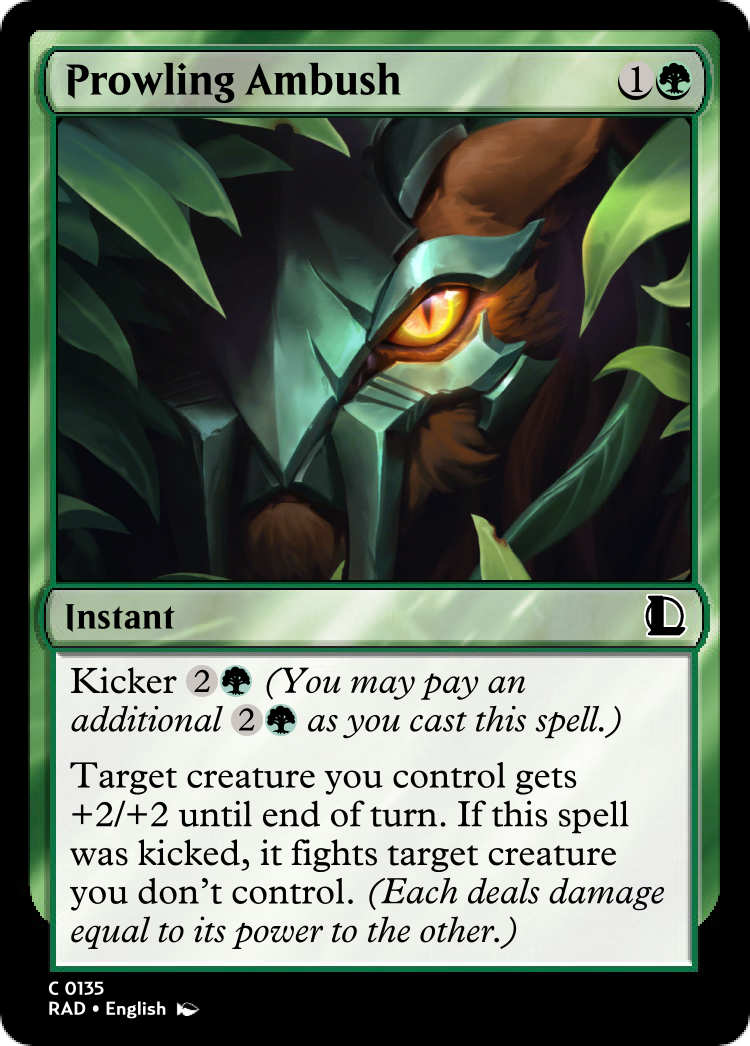 Prowling Ambush 1
Instant
Kicker 2 (You may pay an
additional 2 as you cast this spell.)
Target creature you control gets
+2/+2 until end of turn. If this spell
was kicked, it fights target creature
you don't control. (Each deals damage
equal to its power to the other.)
C 0135
RAD • English